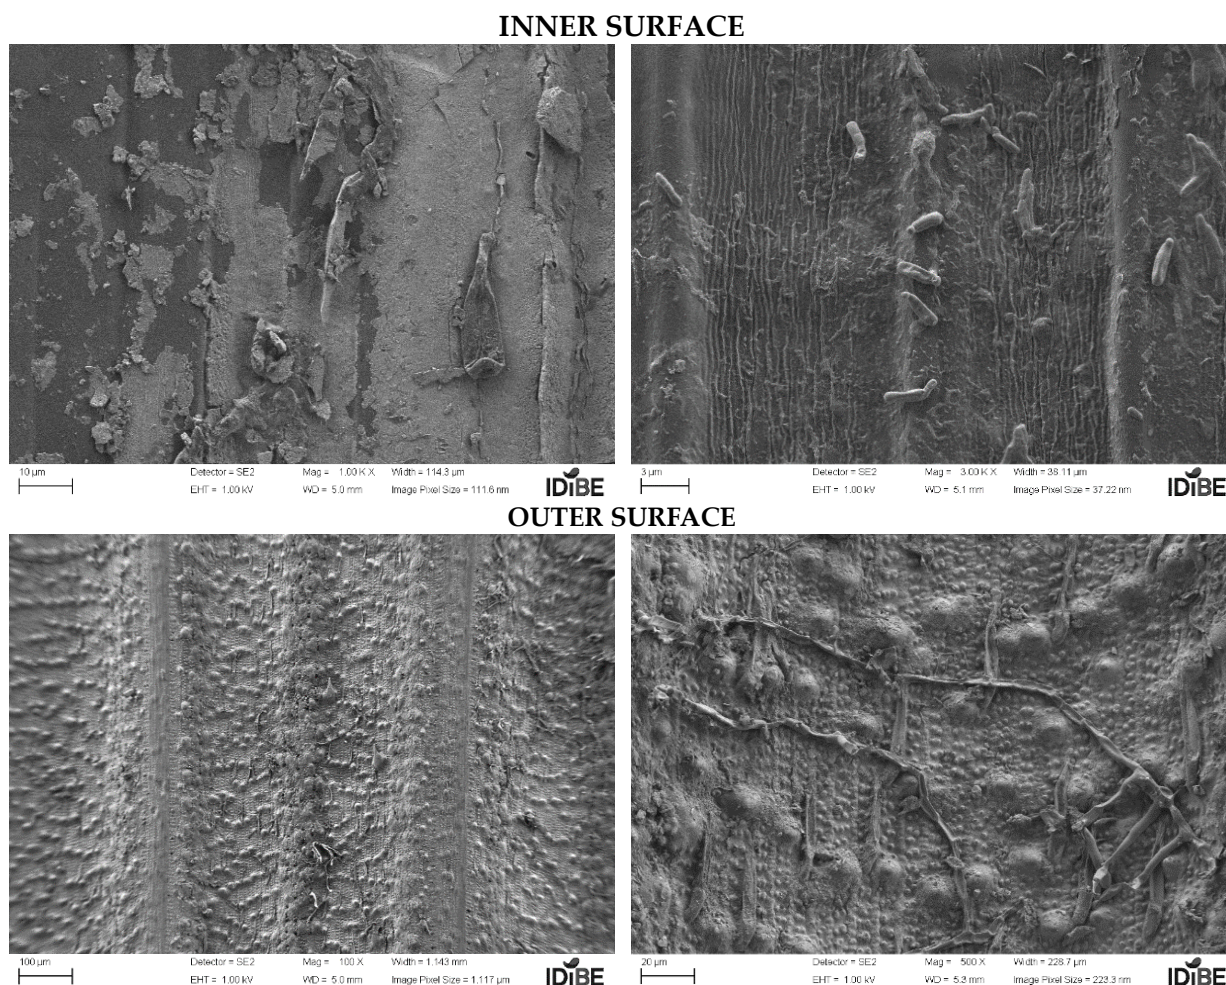 INNER SURFACE
10 µm Detector = SE2 Mag = 1.00 K X Width = 114.3 µm
EHT = 1.00 kV WD = 5.0 mm Image Pixel Size = 111.6 nm IDiBE
3 µm Detector = SE2 Mag = 3.00 K X Width = 38.11 µm
EHT = 1.00 kV WD = 5.1 mm Image Pixel Size = 37.22 nm IDiBE
OUTER SURFACE
100 µm Detector = SE2 Mag = 100 X Width = 1,143 mm
EHT = 1.00 kV WD = 5.0 mm Image Pixel Size = 1,117 µm IDiBE
20 µm Detector = SE2 Mag = 500 X Width = 228.7 µm
EHT = 1.00 kV WD = 5.3 mm Image Pixel Size = 223.3 nm IDiBE